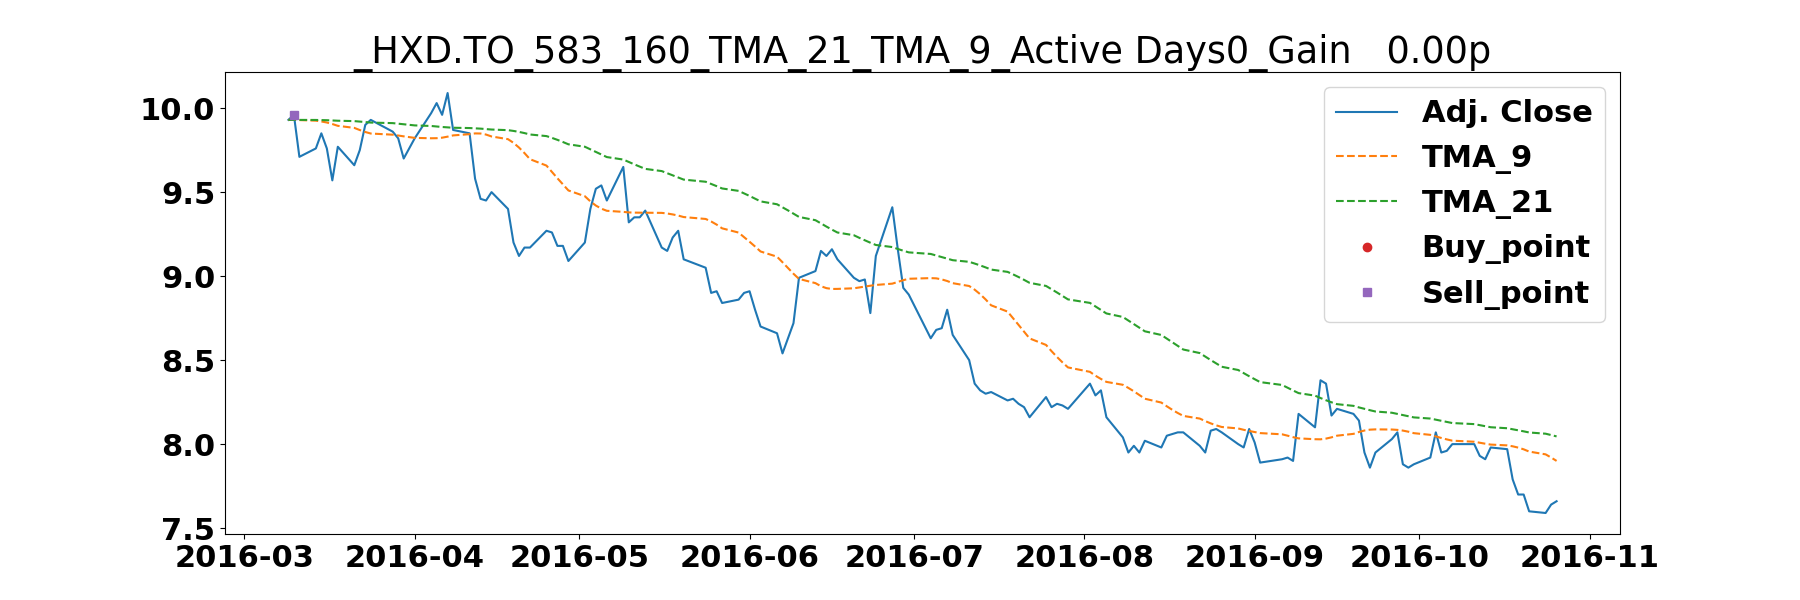 _HXD.TO_583_160_TMA_21_TMA_9_Active Days0_Gain   0.00p
10.0
9.5
9.0
8.5
8.0
7.5
Adj. Close
TMA_9
TMA_21
Buy_point
Sell_point
2016-03 2016-04 2016-05 2016-06 2016-07 2016-08 2016-09 2016-10 2016-11